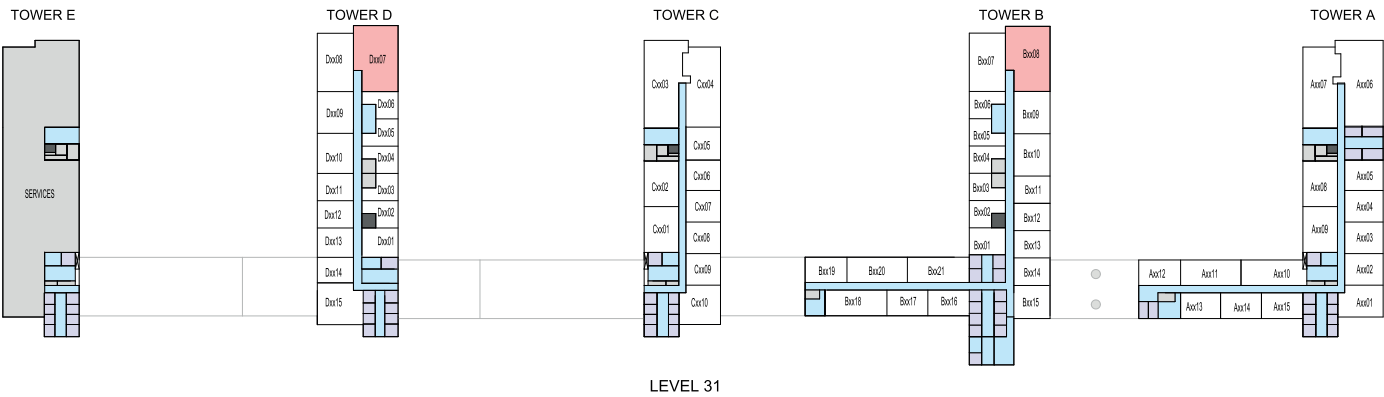 TOWER E
TOWER D
TOWER C
TOWER B
TOWER A
SERVICES
Dxx08
Dxx07
Dxx09
Dxx06
Dxx05
Dxx10
Dxx04
Dxx11
Dxx03
Dxx12
Dxx02
Dxx13
Dxx01
Dxx14
Dxx15
Cxx03
Cxx04
Cxx05
Cxx02
Cxx06
Cxx07
Cxx01
Cxx08
Cxx09
Cxx10
Bxx07
Bxx08
Bxx06
Bxx09
Bxx05
Bxx04
Bxx10
Bxx03
Bxx11
Bxx02
Bxx12
Bxx01
Bxx13
Bxx19
Bxx20
Bxx21
Bxx14
Bxx18
Bxx17
Bxx16
Bxx15
Axx07
Axx06
Axx08
Axx05
Axx04
Axx09
Axx03
Axx12
Axx11
Axx10
Axx02
Axx13
Axx14
Axx15
Axx01
LEVEL 31